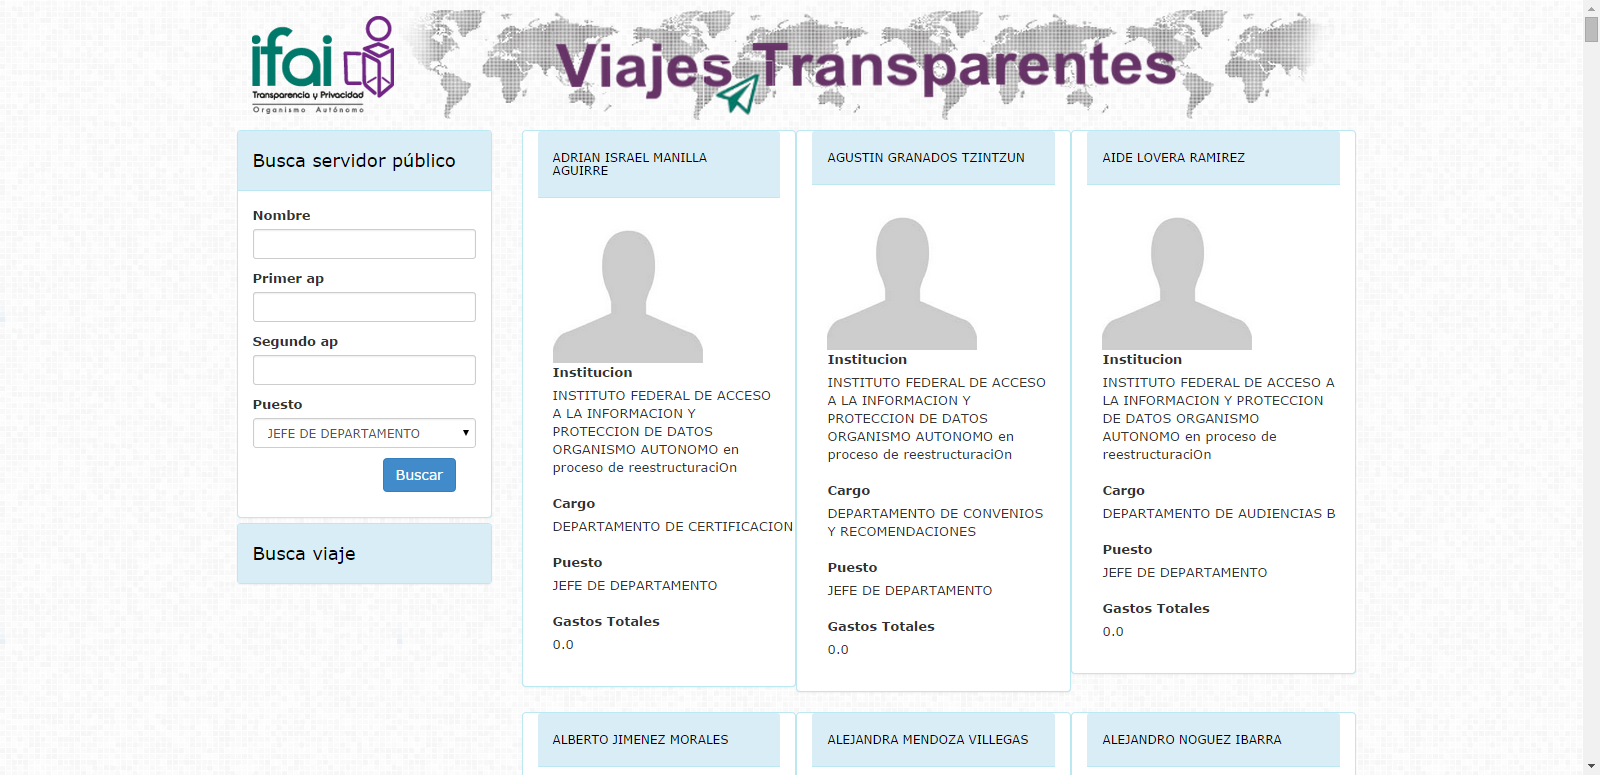 ifai
Transparencia y Privacidad
Organismo Autónomo
Viajes Transparentes
Busca servidor público
Nombre
Primer ap
Segundo ap
Puesto
JEFE DE DEPARTAMENTO
Buscar
Busca viaje
ADRIAN ISRAEL MANILLA
AGUIRRE
Institucion
INSTITUTO FEDERAL DE ACCESO
A LA INFORMACION Y
PROTECCION DE DATOS
ORGANISMO AUTONOMO en
proceso de reestructuraciOn
Cargo
DEPARTAMENTO DE CERTIFICACION
Puesto
JEFE DE DEPARTAMENTO
Gastos Totales
0.0
AGUSTIN GRANADOS TZINTZUN
Institucion
INSTITUTO FEDERAL DE ACCESO
A LA INFORMACION Y
PROTECCION DE DATOS
ORGANISMO AUTONOMO en
proceso de reestructuraciOn
Cargo
DEPARTAMENTO DE CONVENIOS
Y RECOMENDACIONES
Puesto
JEFE DE DEPARTAMENTO
Gastos Totales
0.0
AIDE LOVERA RAMIREZ
Institucion
INSTITUTO FEDERAL DE ACCESO A
LA INFORMACION Y PROTECCION
DE DATOS ORGANISMO
AUTONOMO en proceso de
reestructuraciOn
Cargo
DEPARTAMENTO DE AUDIENCIAS B
Puesto
JEFE DE DEPARTAMENTO
Gastos Totales
0.0
ALBERTO JIMENEZ MORALES
ALEJANDRA MENDOZA VILLEGAS
ALEJANDRO NOGUEZ IBARRA